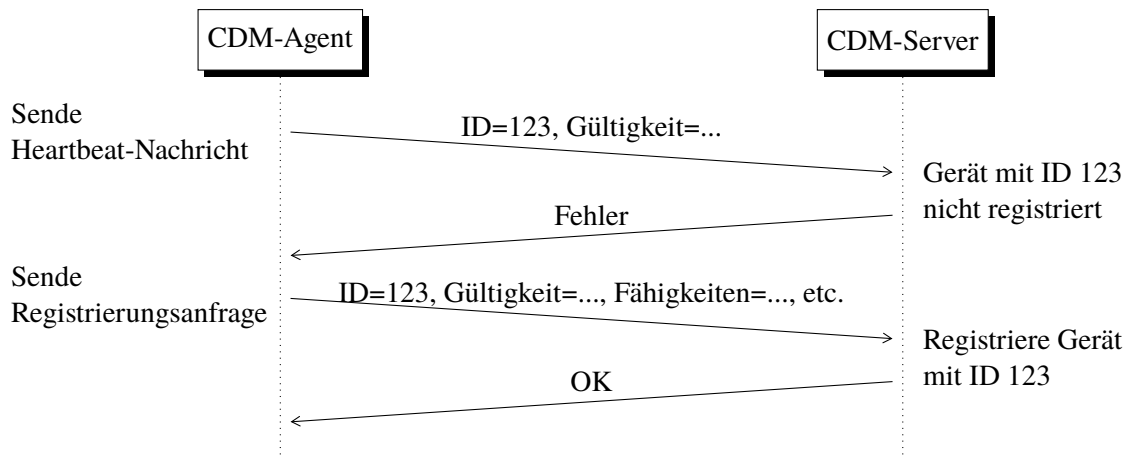 CDM-Agent
CDM-Server
Sende
Heartbeat-Nachricht
ID=123, Gültigkeit=...
Gerät mit ID 123
nicht registriert
Fehler
Sende
Registrierungsanfrage
ID=123, Gültigkeit=..., Fähigkeiten=..., etc.
Registriere Gerät
mit ID 123
OK